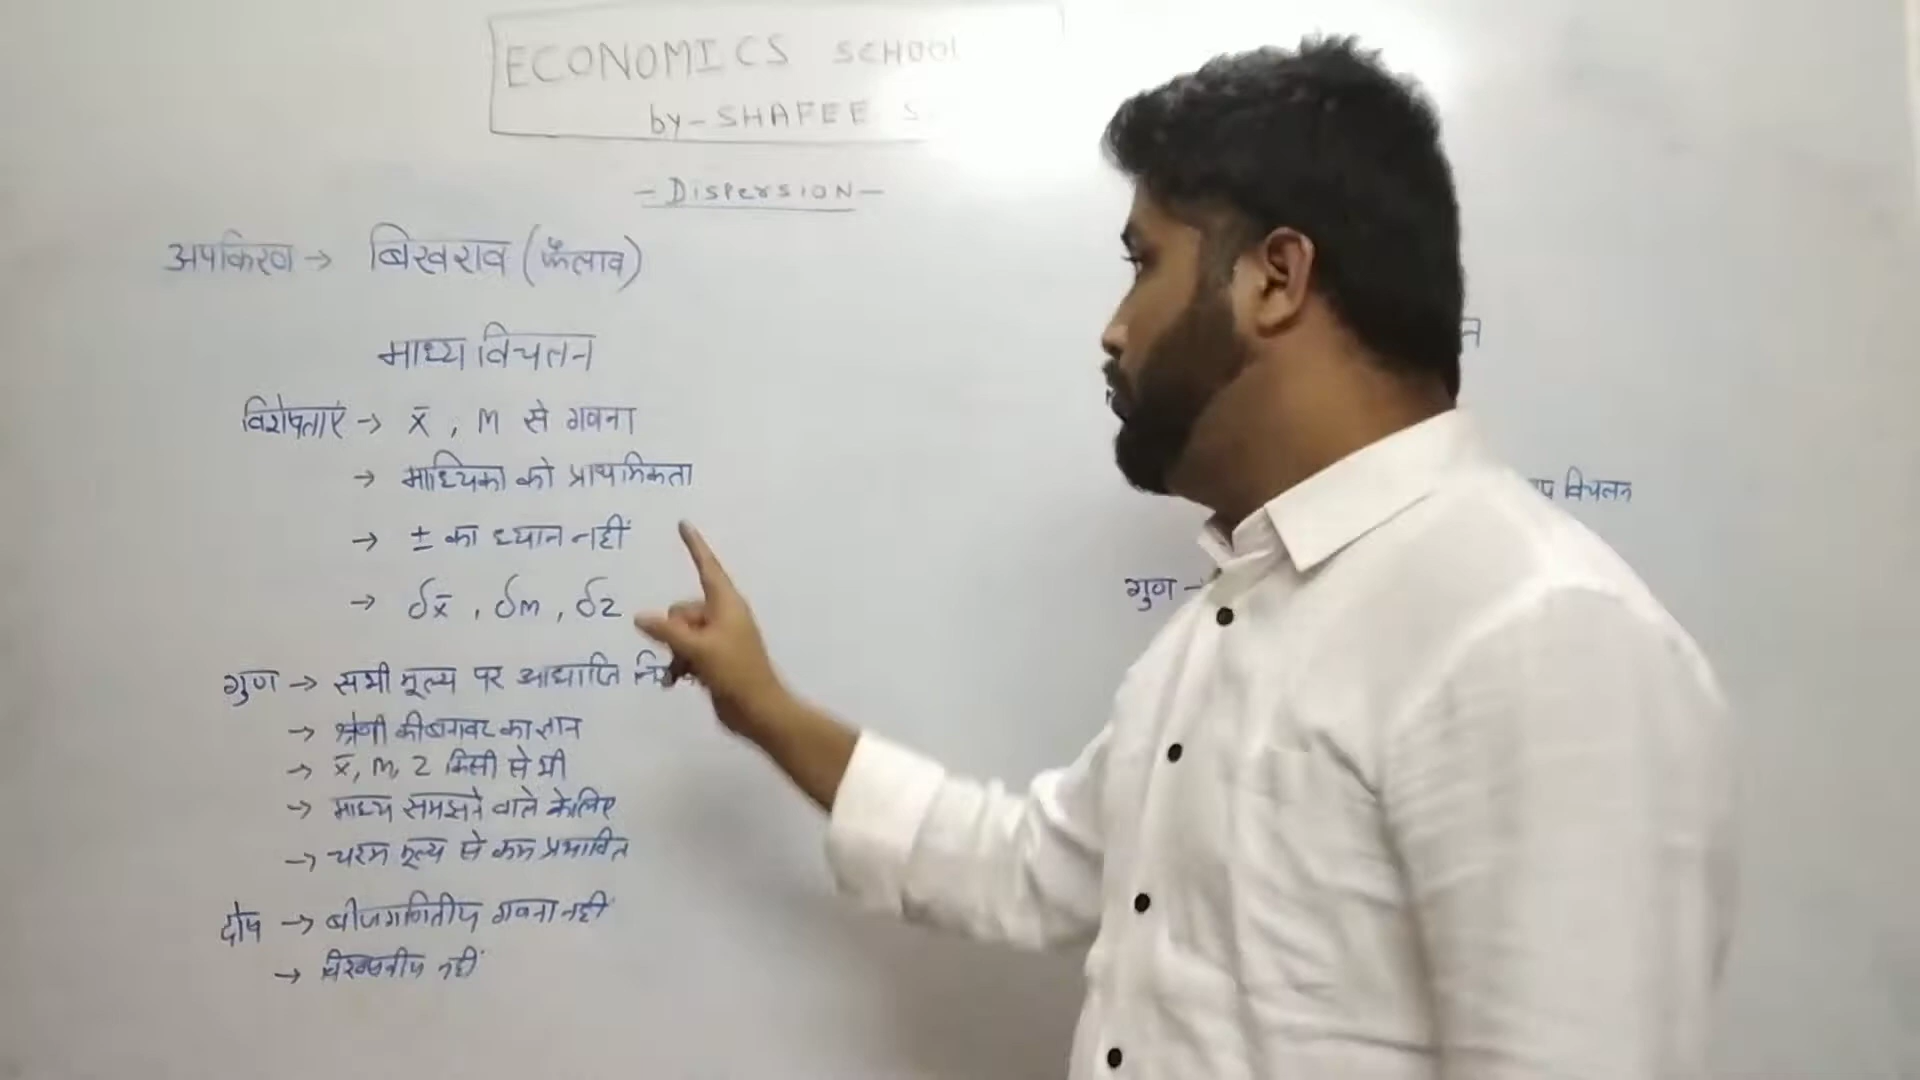 ECONOMICS SCHOOL
by - SHAFEE S
- Dispersion -
अपकिरण → बिखराव (फैलाव)
माध्य विचलन
विशेषताएं → x̄ , M से गणना
→ माध्यिका को प्राथमिकता
→ ± का ध्यान नहीं
→ δx̄ , δm , δz
गुण → सभी मूल्य पर आधारित
→ श्रेणी की बनावट का ज्ञान
→ x̄, M, Z किसी से भी
→ माध्य समझने वाले के लिए
→ चरम मूल्य से कम प्रभावित
दोष → बीजगणितीय गणना नहीं
→ विश्वसनीय नहीं
न
प विचलन
गुण -